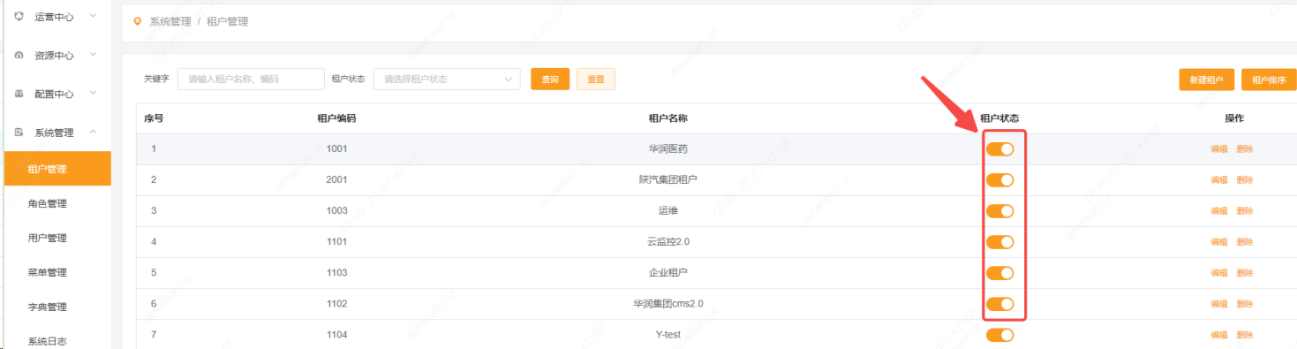 运营中心
系统管理 / 租户管理
资源中心
关键字 请输入租户名称、编码 租户状态 请选择租户状态 查询 重置 新建租户 租户排序
配置中心
序号 租户编码 租户名称 租户状态 操作
系统管理
1 1001 华润医药 编辑 删除
租户管理
2 2001 陕汽集团租户 编辑 删除
角色管理
3 1003 运维 编辑 删除
用户管理
4 1101 云监控2.0 编辑 删除
菜单管理
5 1103 企业租户 编辑 删除
字典管理
6 1102 华润集团cms2.0 编辑 删除
系统日志
7 1104 Y-test 编辑 删除